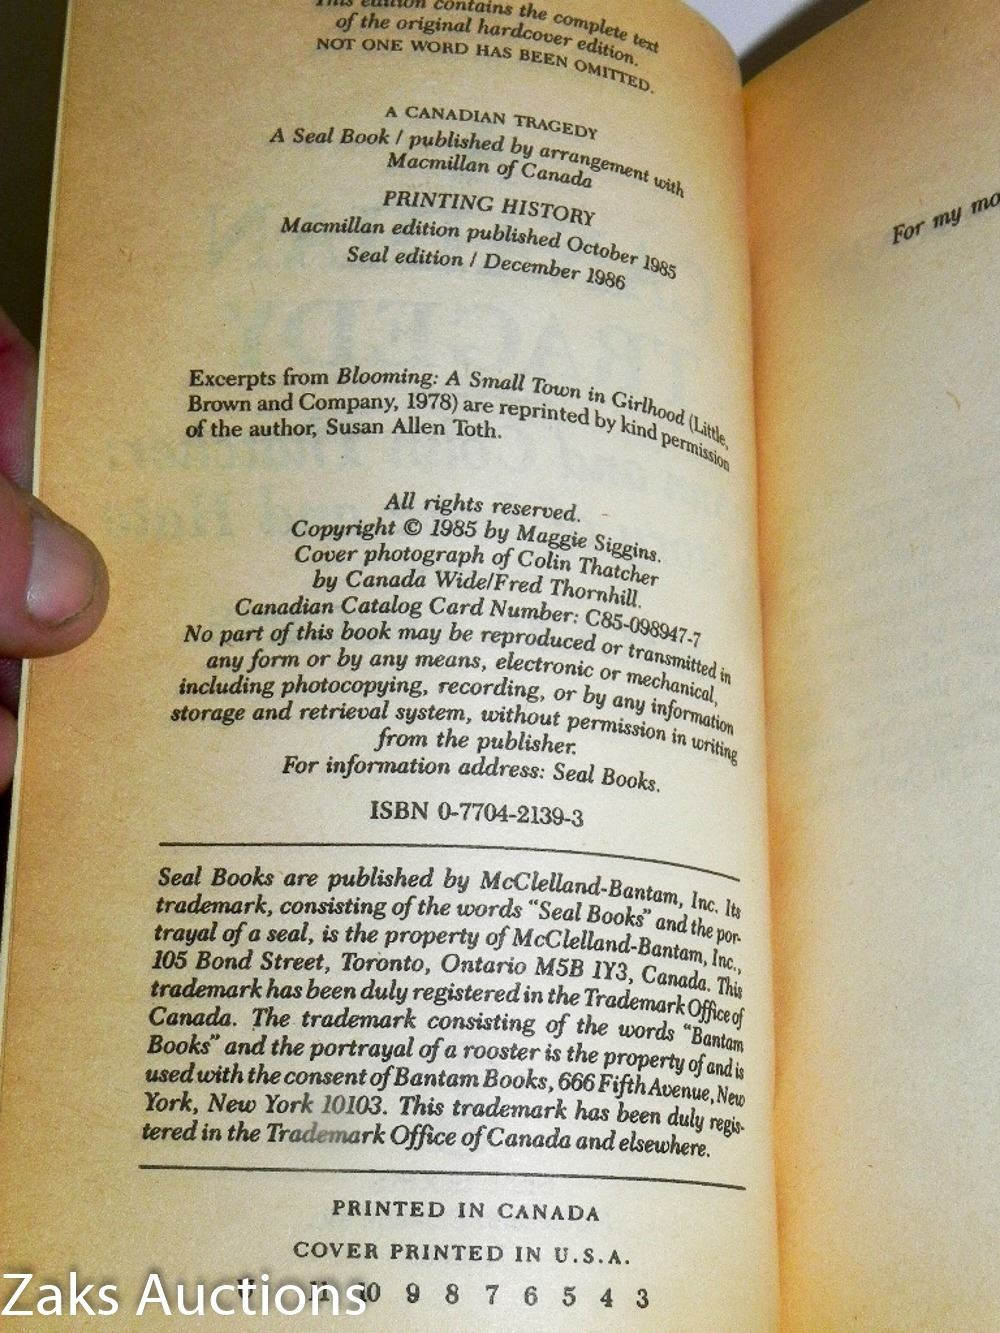 This edition contains the complete text
of the original hardcover edition.
NOT ONE WORD HAS BEEN OMITTED.
A CANADIAN TRAGEDY
A Seal Book / published by arrangement with
Macmillan of Canada
PRINTING HISTORY
Macmillan edition published October 1985
Seal edition / December 1986
Excerpts from Blooming: A Small Town in Girlhood (Little,
Brown and Company, 1978) are reprinted by kind permission
of the author, Susan Allen Toth.
All rights reserved.
Copyright © 1985 by Maggie Siggins.
Cover photograph of Colin Thatcher
by Canada Wide/Fred Thornhill.
Canadian Catalog Card Number: C85-098947-7
No part of this book may be reproduced or transmitted in
any form or by any means, electronic or mechanical,
including photocopying, recording, or by any information
storage and retrieval system, without permission in writing
from the publisher.
For information address: Seal Books.
ISBN 0-7704-2139-3
Seal Books are published by McClelland-Bantam, Inc. Its
trademark, consisting of the words "Seal Books" and the por-
trayal of a seal, is the property of McClelland-Bantam, Inc.,
105 Bond Street, Toronto, Ontario M5B 1Y3, Canada. This
trademark has been duly registered in the Trademark Office of
Canada. The trademark consisting of the words "Bantam
Books" and the portrayal of a rooster is the property of and is
used with the consent of Bantam Books, 666 Fifth Avenue, New
York, New York 10103. This trademark has been duly regis-
tered in the Trademark Office of Canada and elsewhere.
PRINTED IN CANADA
COVER PRINTED IN U.S.A.
11 10 9 8 7 6 5 4 3
For my mo
Zaks Auctions